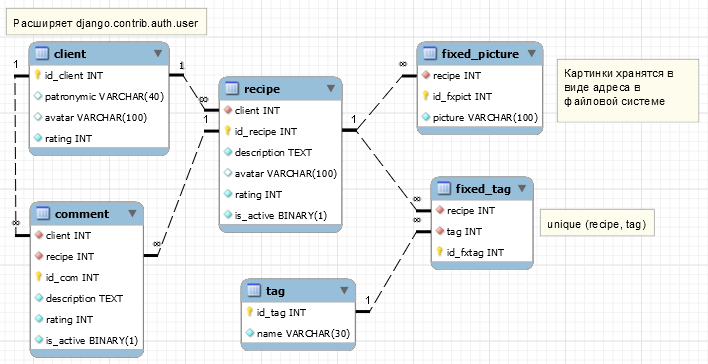 Расширяет django.contrib.auth.user
client
id_client INT
patronymic VARCHAR(40)
avatar VARCHAR(100)
rating INT
1
1
∞
recipe
client INT
id_recipe INT
description TEXT
avatar VARCHAR(100)
rating INT
is_active BINARY(1)
1
1
∞
fixed_picture
recipe INT
id_fxpict INT
picture VARCHAR(100)
Картинки хранятся в
виде адреса в
файловой системе
∞
comment
client INT
recipe INT
id_com INT
description TEXT
rating INT
is_active BINARY(1)
∞
∞
∞
fixed_tag
recipe INT
tag INT
id_fxtag INT
unique (recipe, tag)
tag
id_tag INT
name VARCHAR(30)
1